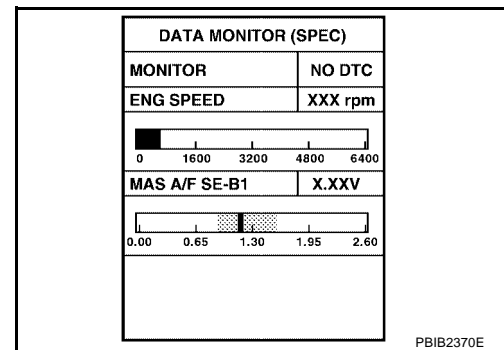 DATA MONITOR (SPEC)
MONITOR NO DTC
ENG SPEED XXX rpm
0 1600 3200 4800 6400
MAS A/F SE-B1 X.XXV
0.00 0.65 1.30 1.95 2.60
PBIB2370E